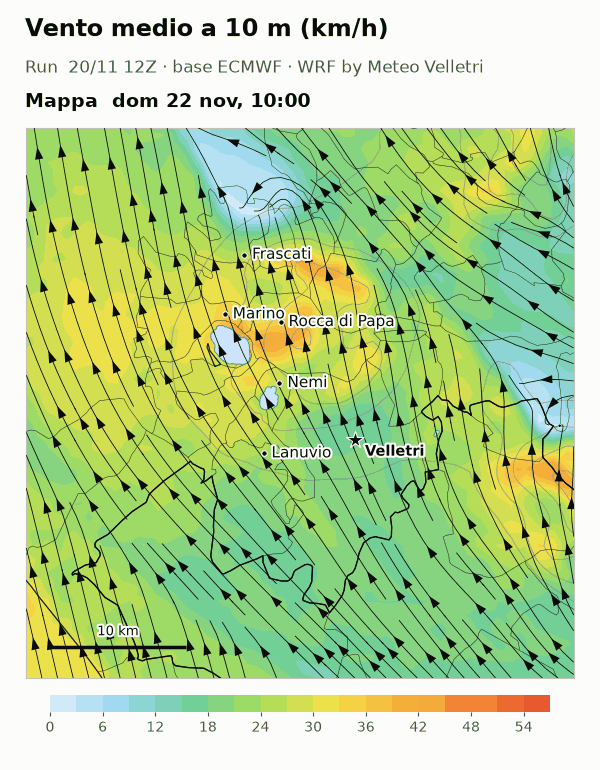 Vento medio a 10 m (km/h)
Run  20/11 12Z · base ECMWF · WRF by Meteo Velletri
Mappa  dom 22 nov, 10:00
Frascati
Marino
Rocca di Papa
Nemi
Velletri
Lanuvio
10 km
0 6 12 18 24 30 36 42 48 54